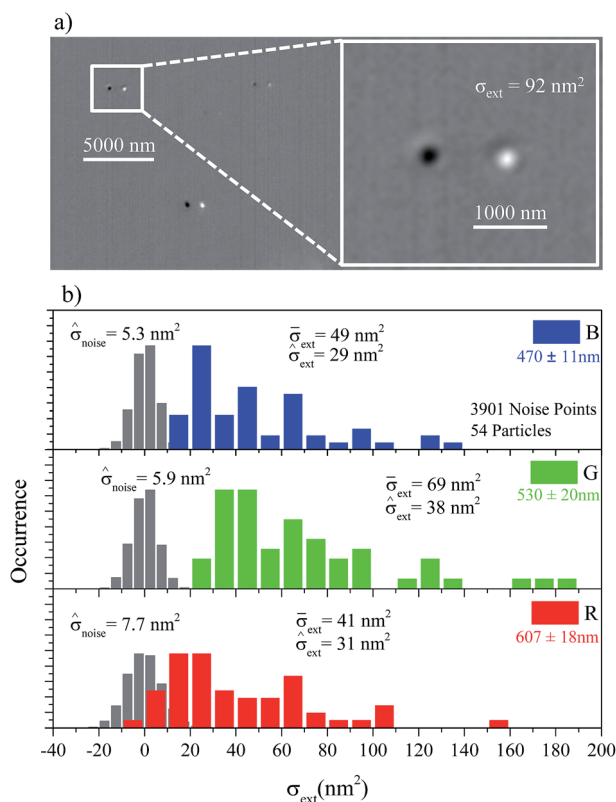 a)
5000 nm
σext = 92 nm²
1000 nm
b)
σ̂noise = 5.3 nm²
σ̄ext = 49 nm²
σ̂ext = 29 nm²
B
470 ± 11nm
3901 Noise Points
54 Particles
σ̂noise = 5.9 nm²
σ̄ext = 69 nm²
σ̂ext = 38 nm²
G
530 ± 20nm
σ̂noise = 7.7 nm²
σ̄ext = 41 nm²
σ̂ext = 31 nm²
R
607 ± 18nm
Occurrence
-40 -20 0 20 40 60 80 100 120 140 160 180 200
σext(nm²)